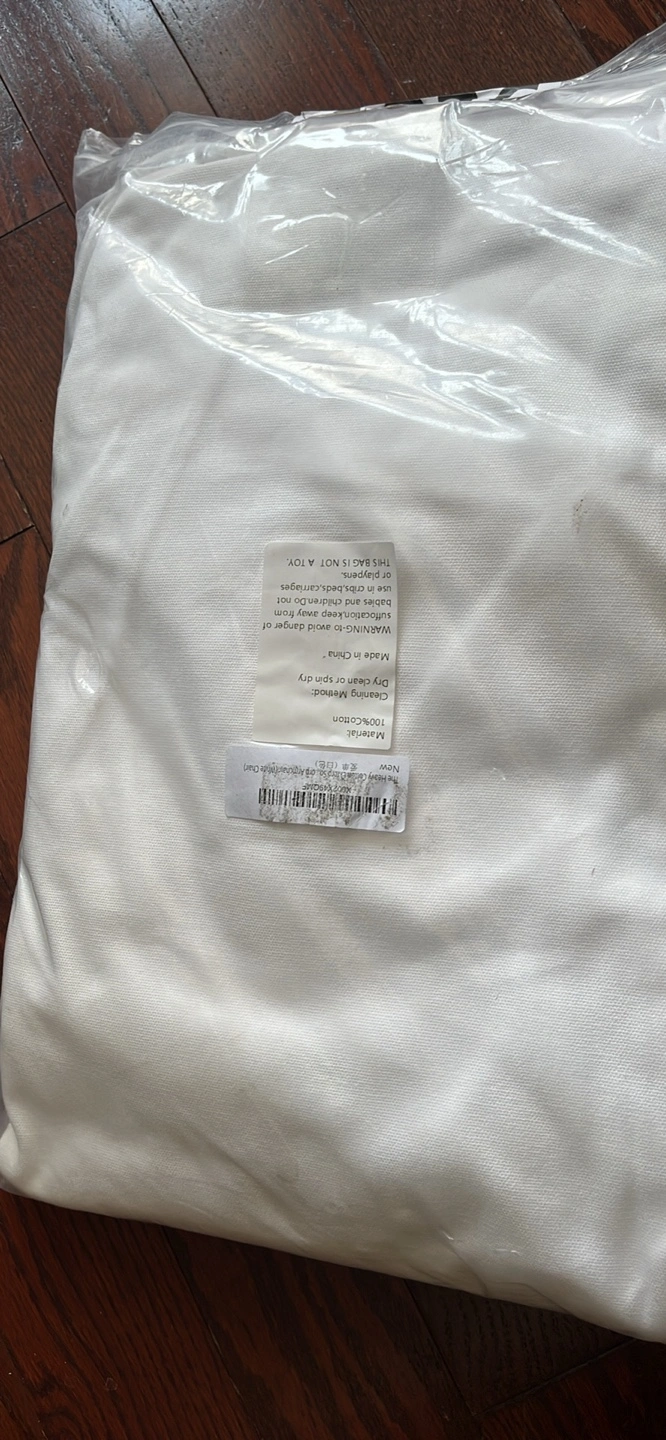 Material:
100%Cotton
Cleaning Method:
Dry clean or spin dry
Made in China"
WARNING-to avoid danger of
suffocation,keep away from
babies and children.Do not
use in cribs,beds,carriages
or playpens.
THIS BAG IS NOT A TOY.
The Heavy
New